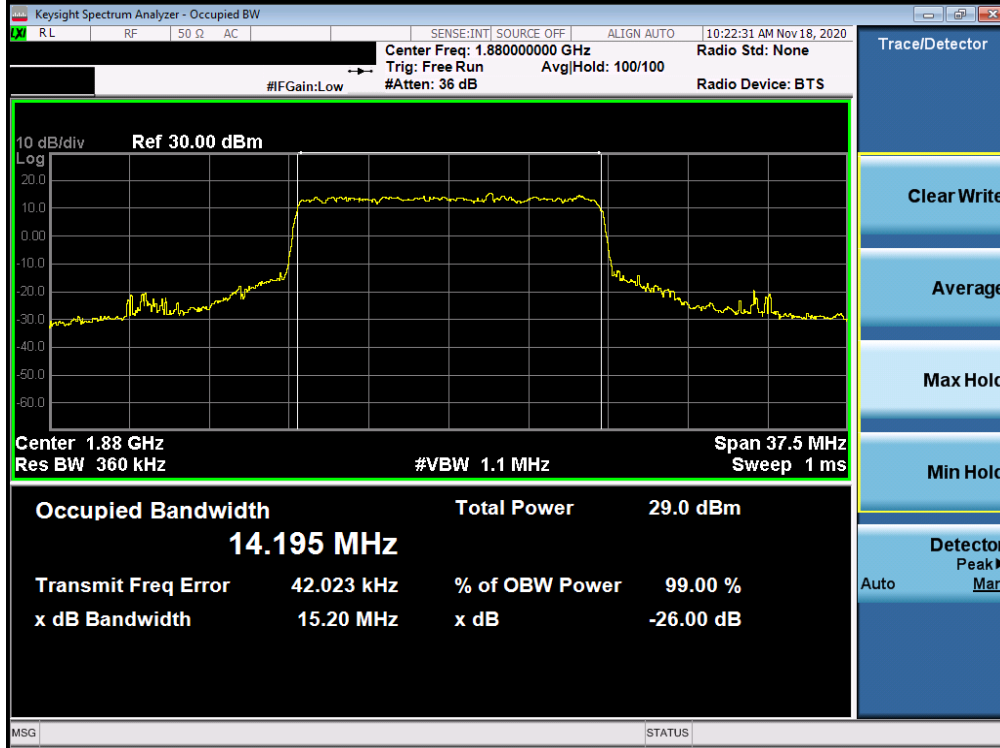 Keysight Spectrum Analyzer - Occupied BW
LXI RL RF 50 Ω AC SENSE:INT SOURCE OFF ALIGN AUTO 10:22:31 AM Nov 18, 2020
Center Freq: 1.880000000 GHz Radio Std: None
Trig: Free Run Avg|Hold: 100/100
#IFGain:Low #Atten: 36 dB Radio Device: BTS
Trace/Detector
10 dB/div Ref 30.00 dBm
Log
20.0
10.0
0.00
-10.0
-20.0
-30.0
-40.0
-50.0
-60.0
Center 1.88 GHz Span 37.5 MHz
Res BW 360 kHz #VBW 1.1 MHz Sweep 1 ms
Occupied Bandwidth Total Power 29.0 dBm
14.195 MHz
Transmit Freq Error 42.023 kHz % of OBW Power 99.00 %
x dB Bandwidth 15.20 MHz x dB -26.00 dB
Clear Write
Average
Max Hold
Min Hold
Detector
Peak
Auto Man
MSG STATUS